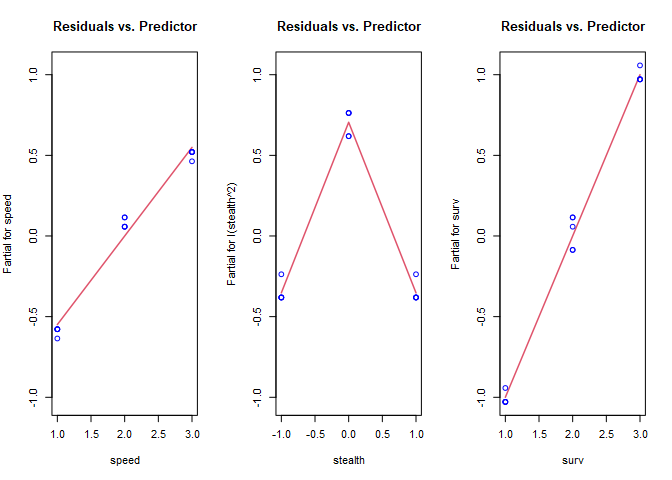 Residuals vs. Predictor
Partial for speed
1.0
0.5
0.0
-0.5
-1.0
1.0 1.5 2.0 2.5 3.0
speed
Residuals vs. Predictor
Partial for I(stealth^2)
1.0
0.5
0.0
-0.5
-1.0
-1.0 -0.5 0.0 0.5 1.0
stealth
Residuals vs. Predictor
Partial for surv
1.0
0.5
0.0
-0.5
-1.0
1.0 1.5 2.0 2.5 3.0
surv